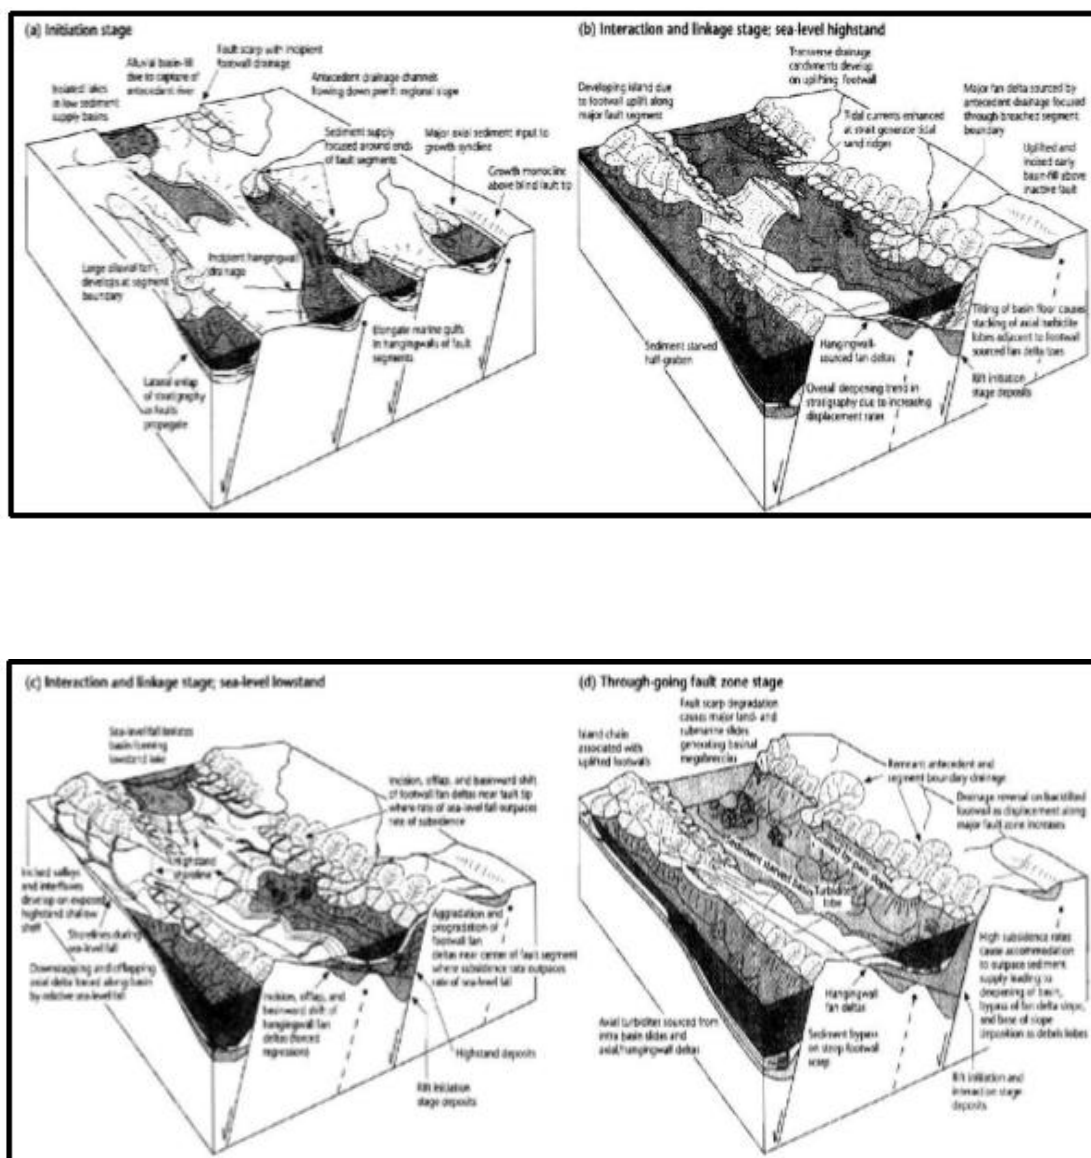 (a) Initiation stage
Fault scarp with incipient
footwall drainage
Alluvial basin-fill
due to capture of
antecedent river
Isolated lakes
in low sediment
supply basins
Antecedent drainage channels
flowing down prerift regional slope
Sediment supply
focused around ends
of fault segments
Major axial sediment input to
growth syncline
Growth monocline
above blind fault tip
Large alluvial fan
develops at segment
boundary
Incipient hangingwall
drainage
Elongate marine gulfs
in hangingwalls of fault
segments
Lateral onlap
of stratigraphy
as faults
propagate
(b) Interaction and linkage stage; sea-level highstand
Transverse drainage
catchments develop
on uplifting footwall
Developing island due
to footwall uplift along
major fault segment
Tidal currents enhanced
at strait generate tidal
sand ridges
Major fan delta sourced by
antecedent drainage focused
through breached segment
boundary
Uplifted and
incised early
basin-fill above
inactive fault
Sediment starved
half-graben
Hangingwall-
sourced fan deltas
Tilting of basin floor causes
stacking of axial turbidite
lobes adjacent to footwall
sourced fan delta toes
Overall deepening trend in
stratigraphy due to increasing
displacement rates
Rift initiation
stage deposits
(c) Interaction and linkage stage; sea-level lowstand
Sea-level fall isolates
basin forming
lowstand lake
Incision, offlap, and basinward shift
of footwall fan deltas near fault tip
where rate of sea-level fall outpaces
rate of subsidence
Highstand
shoreline
Incised valleys
and interfluves
develop on exposed
highstand shallow
shelf
Shorelines during
sea-level fall
Downstepping and offlapping
axial delta forced along basin
by relative sea-level fall
Aggradation and
progradation of
footwall fan
deltas near center of fault segment
where subsidence rate outpaces
rate of sea-level fall
Incision, offlap, and
basinward shift of
hangingwall fan
deltas (forced
regression)
Highstand deposits
Rift initiation
stage deposits
(d) Through-going fault zone stage
Fault scarp degradation
causes major land- and
submarine slides
generating basinal
megabreccias
Island chain
associated with
uplifted footwalls
Remnant antecedent and
segment boundary drainage
Drainage reversal on backtilted
footwall as displacement along
major fault zone increases
Sediment starved basin
Turbidite
lobe
High subsidence rates
cause accommodation
to outpace sediment
supply leading to
deepening of basin,
bypass of fan delta slope,
and base of slope
deposition as debris lobes
Hangingwall
fan deltas
Axial turbidites sourced from
intra basin slides and
axial/hangingwall deltas
Sediment bypass
on steep footwall
scarp
Rift initiation and
interaction stage
deposits